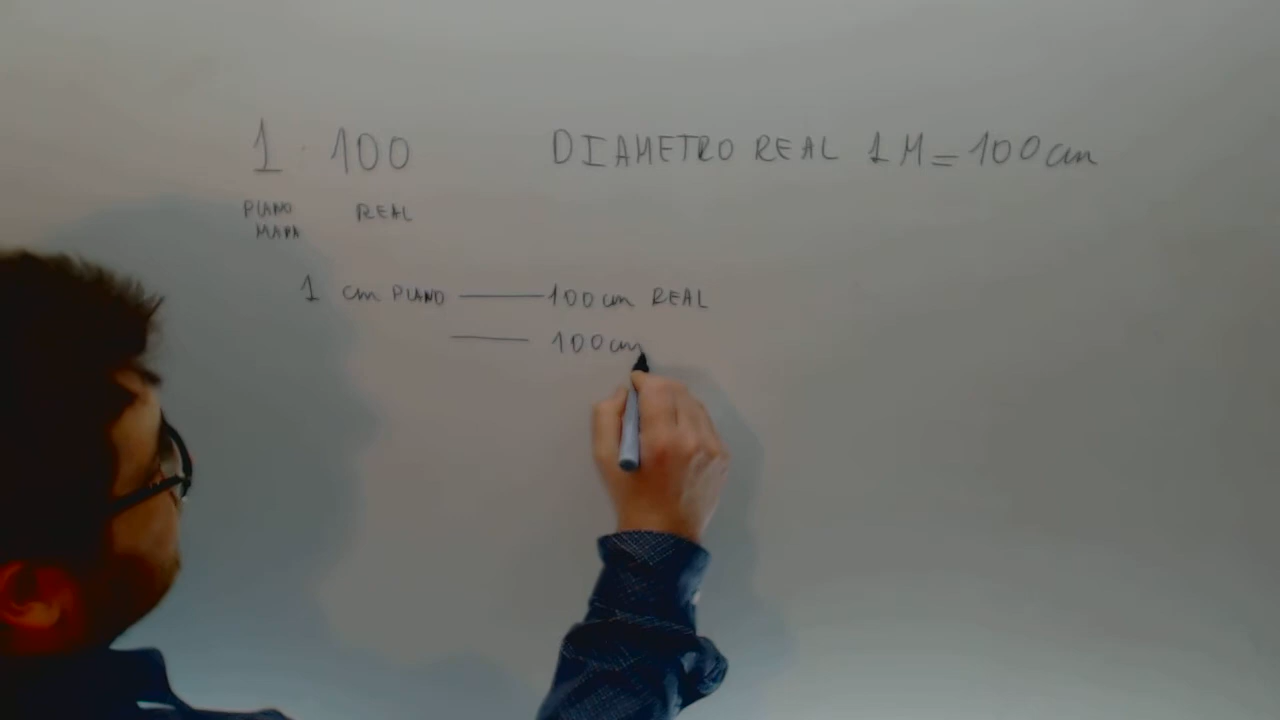 1 : 100 DIAMETRO REAL 1 M = 100 cm
PLANO REAL
MAPA
1 cm PLANO — 100 cm REAL
— 100 cm